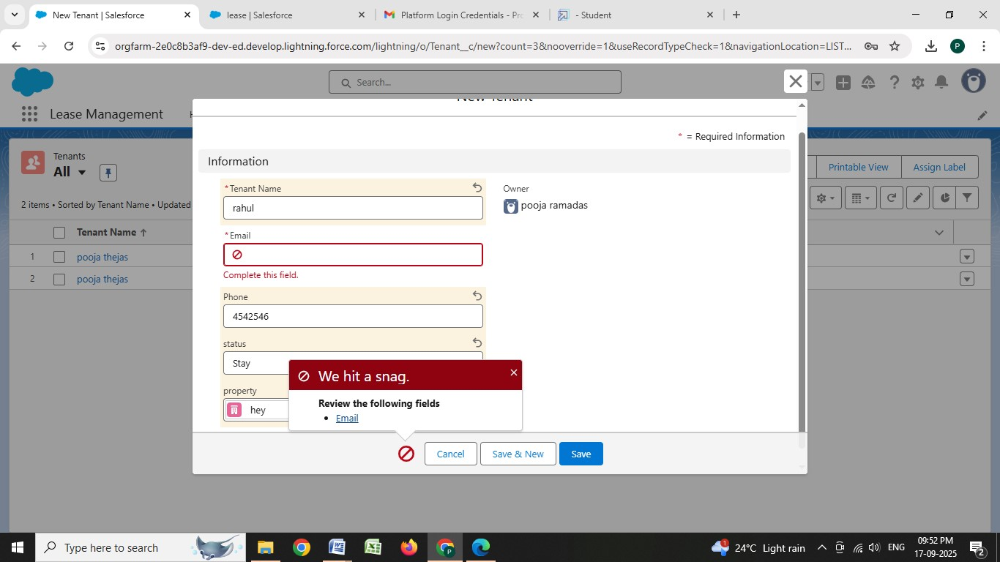 New Tenant | Salesforce
lease | Salesforce
Platform Login Credentials - Pro
- Student
orgfarm-2e0c8b3af9-dev-ed.develop.lightning.force.com/lightning/o/Tenant__c/new?count=3&nooverride=1&useRecordTypeCheck=1&navigationLocation=LIST...
P
Search...
Lease Management
New Tenant
* = Required Information
Tenants
All
Printable View
Assign Label
2 items • Sorted by Tenant Name • Updated
Tenant Name
1 pooja thejas
2 pooja thejas
Information
*Tenant Name
rahul
Owner
pooja ramadas
*Email
Complete this field.
Phone
4542546
status
Stay
property
hey
We hit a snag.
Review the following fields
• Email
Cancel
Save & New
Save
Type here to search
1
24°C Light rain
ENG
09:52 PM
17-09-2025
2